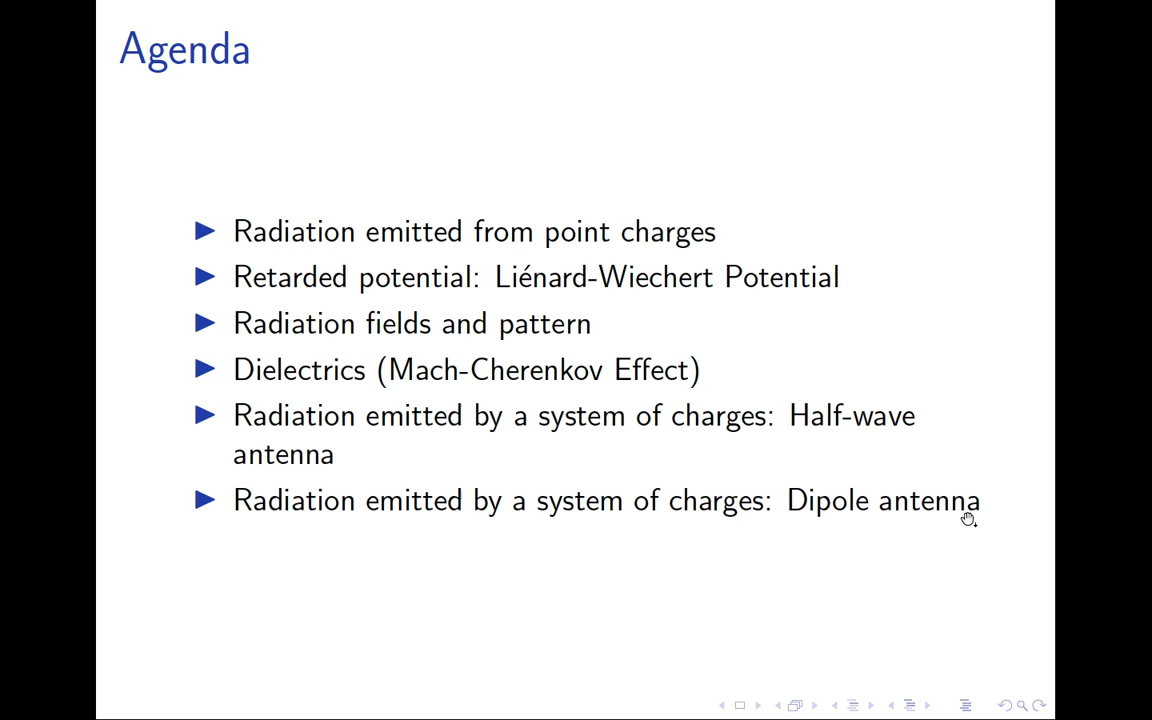 Agenda
Radiation emitted from point charges
Retarded potential: Liénard-Wiechert Potential
Radiation fields and pattern
Dielectrics (Mach-Cherenkov Effect)
Radiation emitted by a system of charges: Half-wave
antenna
Radiation emitted by a system of charges: Dipole antenna